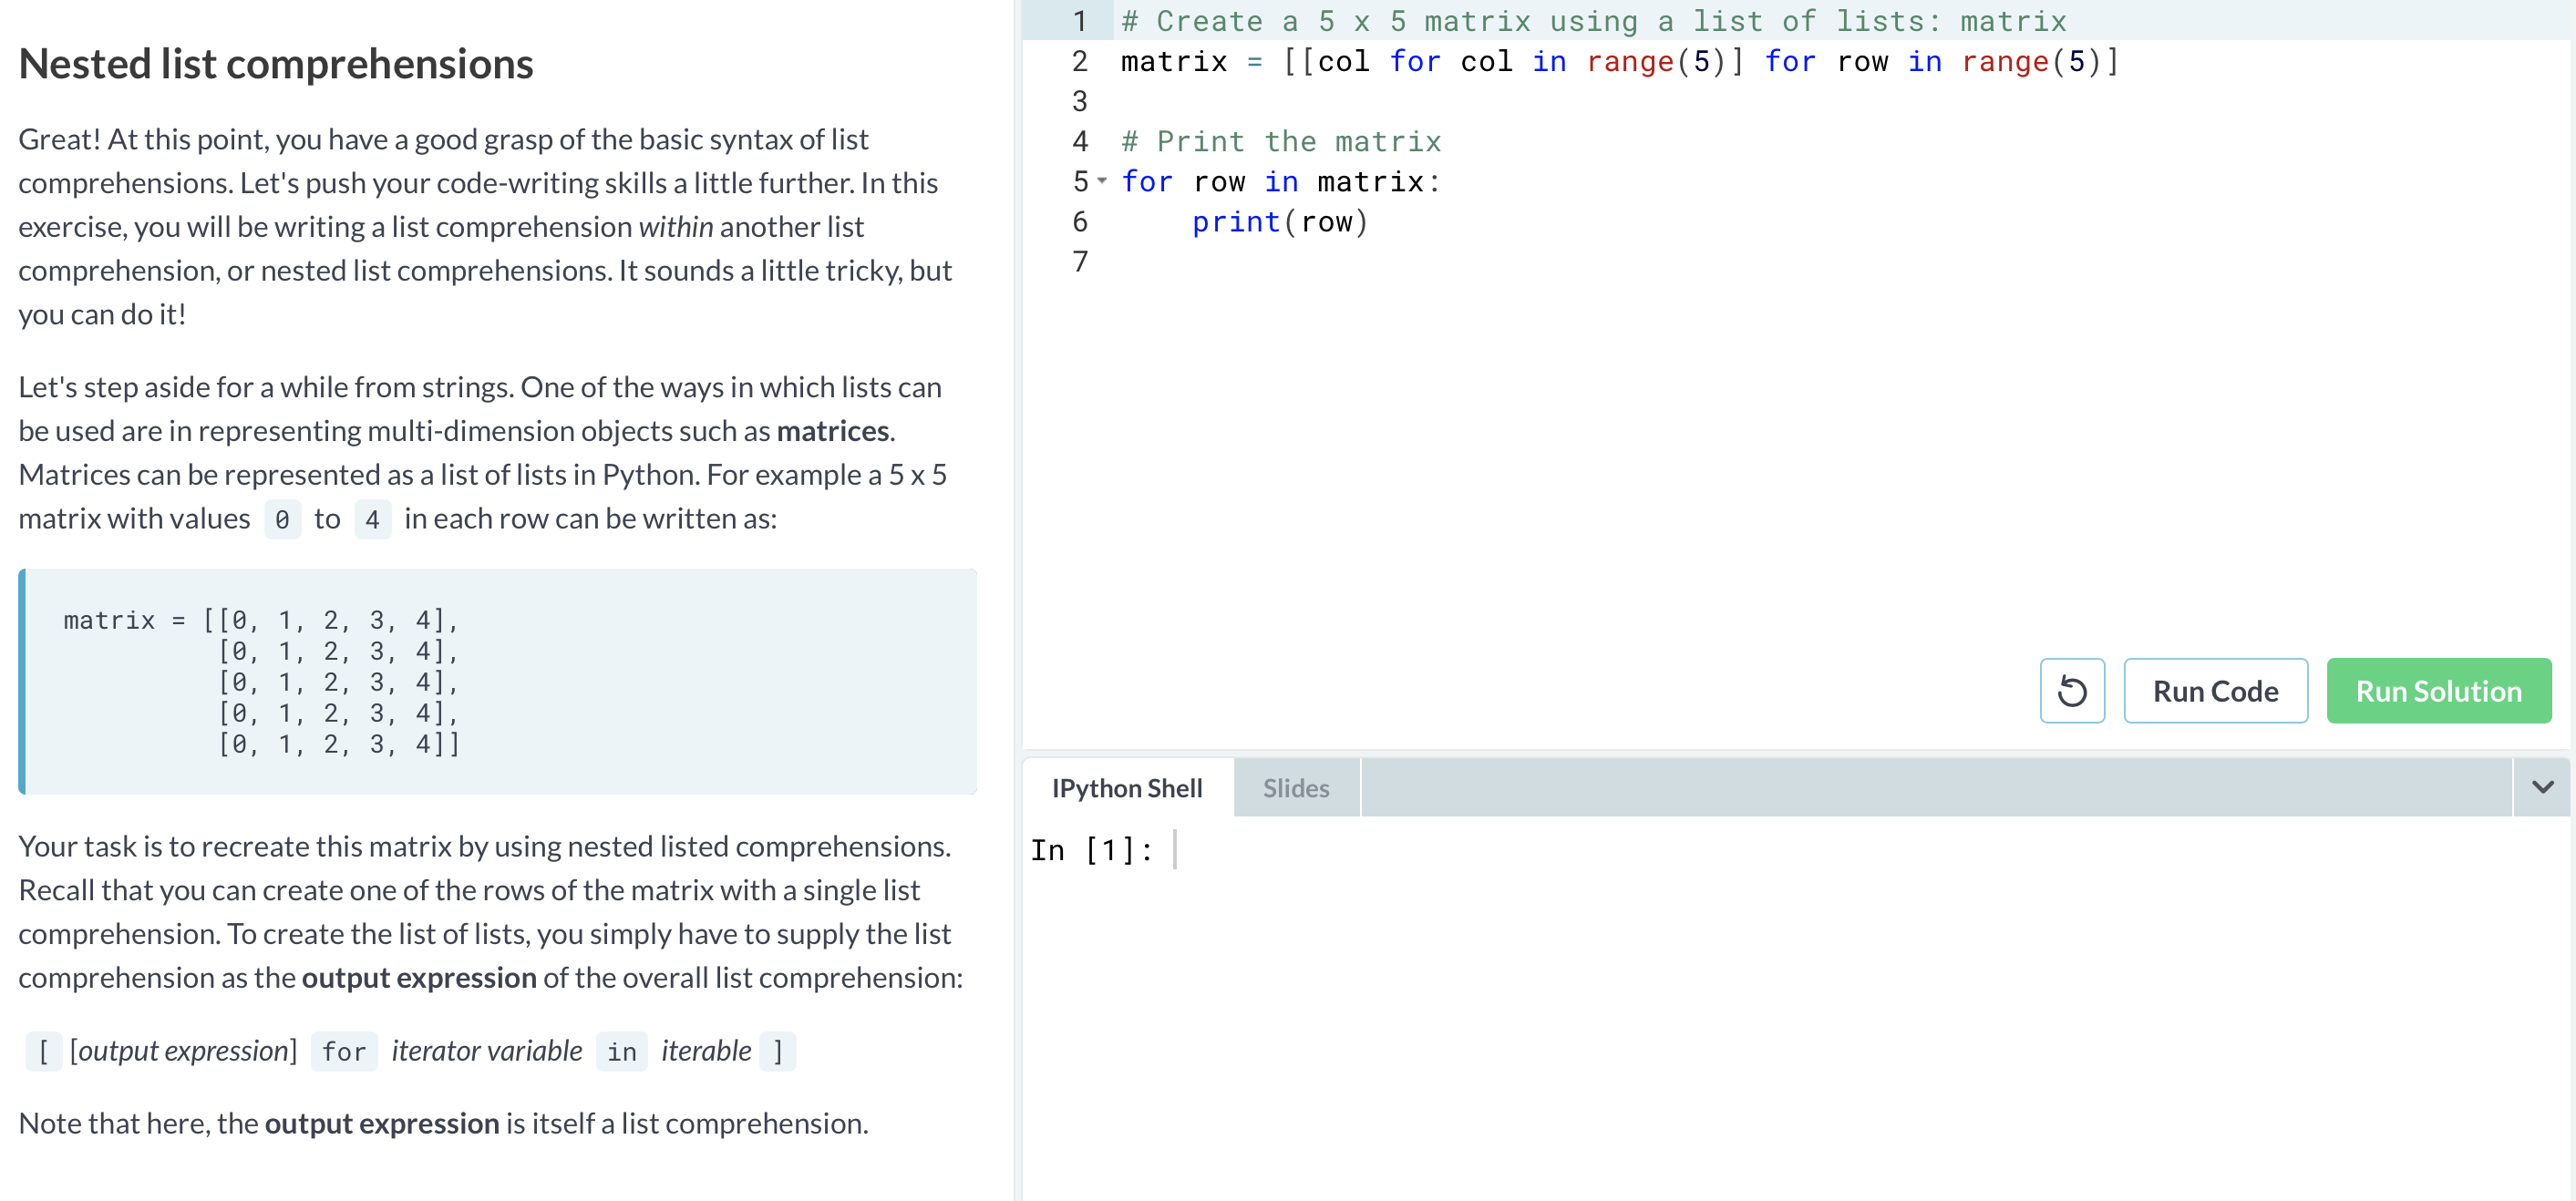 Nested list comprehensions
Great! At this point, you have a good grasp of the basic syntax of list
comprehensions. Let's push your code-writing skills a little further. In this
exercise, you will be writing a list comprehension within another list
comprehension, or nested list comprehensions. It sounds a little tricky, but
you can do it!
Let's step aside for a while from strings. One of the ways in which lists can
be used are in representing multi-dimension objects such as matrices.
Matrices can be represented as a list of lists in Python. For example a 5 x 5
matrix with values 0 to 4 in each row can be written as:
matrix = [[0, 1, 2, 3, 4],
[0, 1, 2, 3, 4],
[0, 1, 2, 3, 4],
[0, 1, 2, 3, 4],
[0, 1, 2, 3, 4]]
Your task is to recreate this matrix by using nested listed comprehensions.
Recall that you can create one of the rows of the matrix with a single list
comprehension. To create the list of lists, you simply have to supply the list
comprehension as the output expression of the overall list comprehension:
[ [output expression] for iterator variable in iterable ]
Note that here, the output expression is itself a list comprehension.
1 # Create a 5 x 5 matrix using a list of lists: matrix
2 matrix = [[col for col in range(5)] for row in range(5)]
3
4 # Print the matrix
5 for row in matrix:
6     print(row)
7
Run Code
Run Solution
IPython Shell
Slides
In [1]: